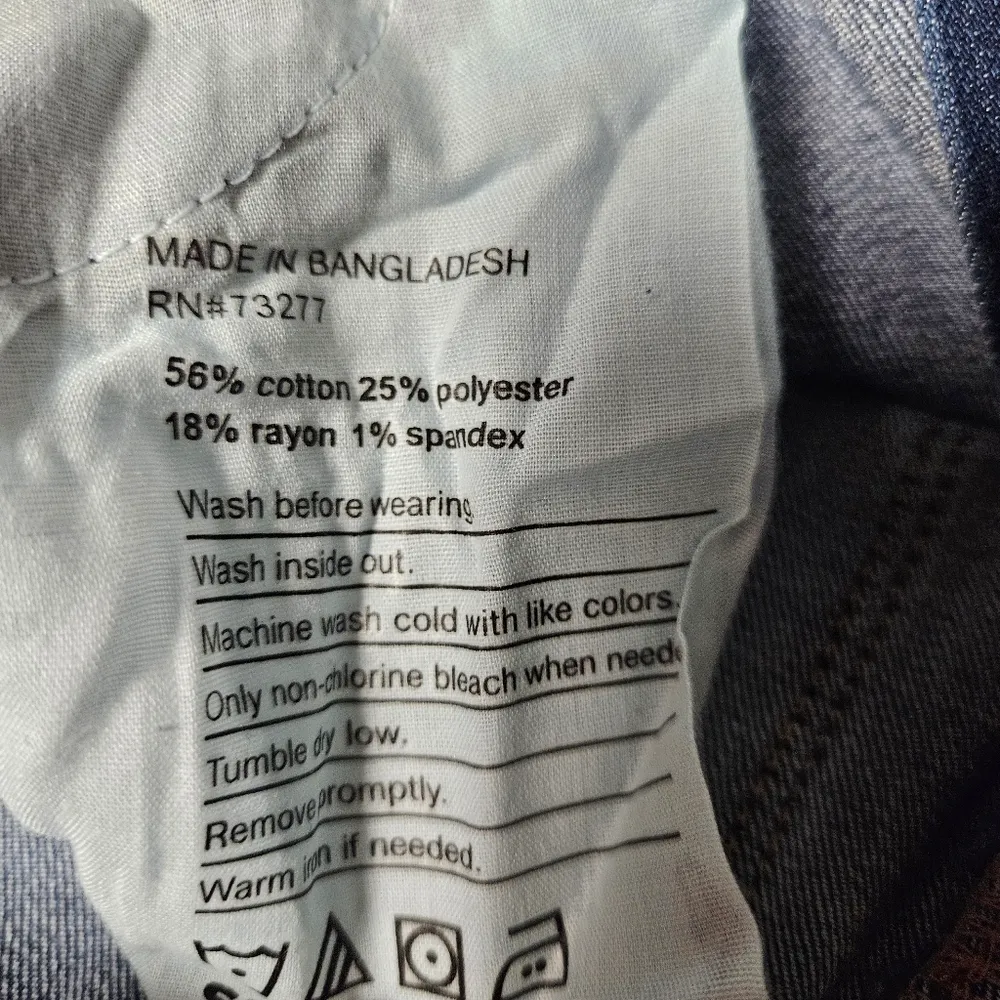 MADE IN BANGLADESH
RN#73277
56% cotton 25% polyester
18% rayon 1% spandex
Wash before wearing
Wash inside out.
Machine wash cold with like colors.
Only non-chlorine bleach when neede
Tumble dry low.
Remove promptly.
Warm iron if needed.